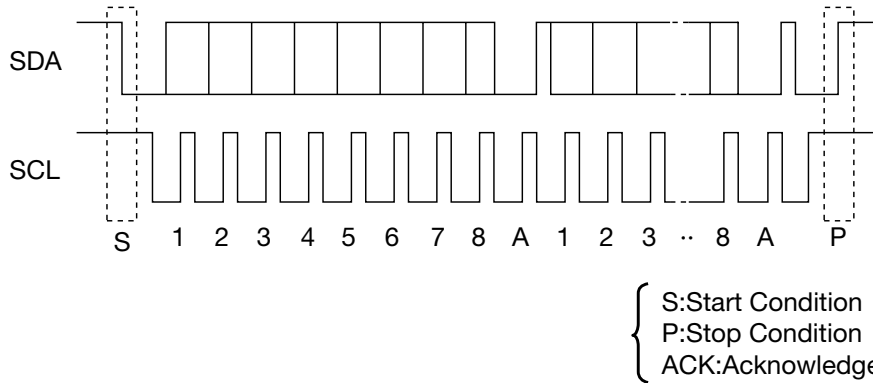 SDA
SCL
S 1 2 3 4 5 6 7 8 A 1 2 3 ·· 8 A P
S:Start Condition
P:Stop Condition
ACK:Acknowledge